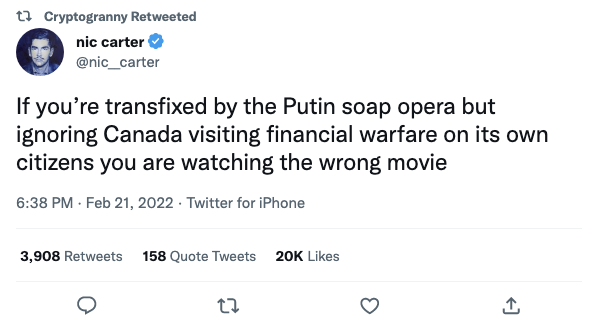 Cryptogranny Retweeted
nic carter
@nic__carter
If you’re transfixed by the Putin soap opera but
ignoring Canada visiting financial warfare on its own
citizens you are watching the wrong movie
6:38 PM · Feb 21, 2022 · Twitter for iPhone
3,908 Retweets 158 Quote Tweets 20K Likes